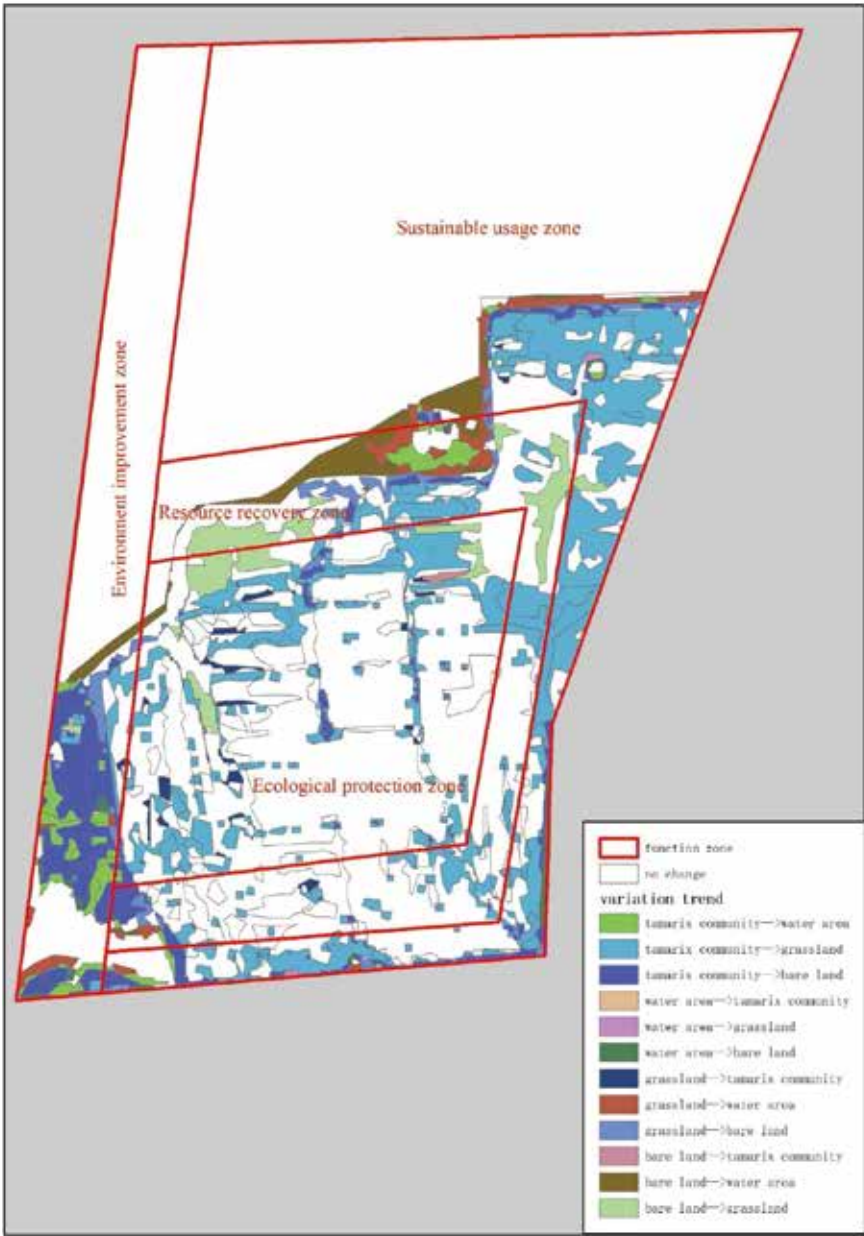 Sustainable usage zone
Environment improvement zone
Resource recovery zone
Ecological protection zone
function zone
no change
variation trend
tamarix community-->water area
tamarix community-->grassland
tamarix community-->bare land
water area-->tamarix community
water area-->grassland
water area-->bare land
grassland-->tamarix community
grassland-->water area
grassland-->bare land
bare land-->tamarix community
bare land-->water area
bare land-->grassland